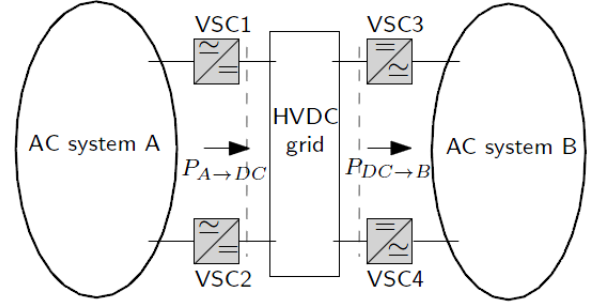 VSC1
VSC3
AC system A
HVDC
grid
AC system B
P_{A→DC}
P_{DC→B}
VSC2
VSC4